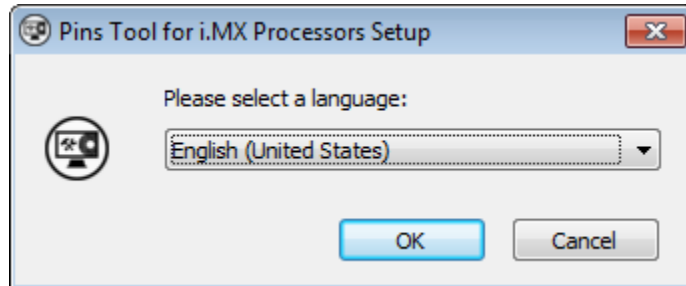 Pins Tool for i.MX Processors Setup
Please select a language:
English (United States)
OK Cancel